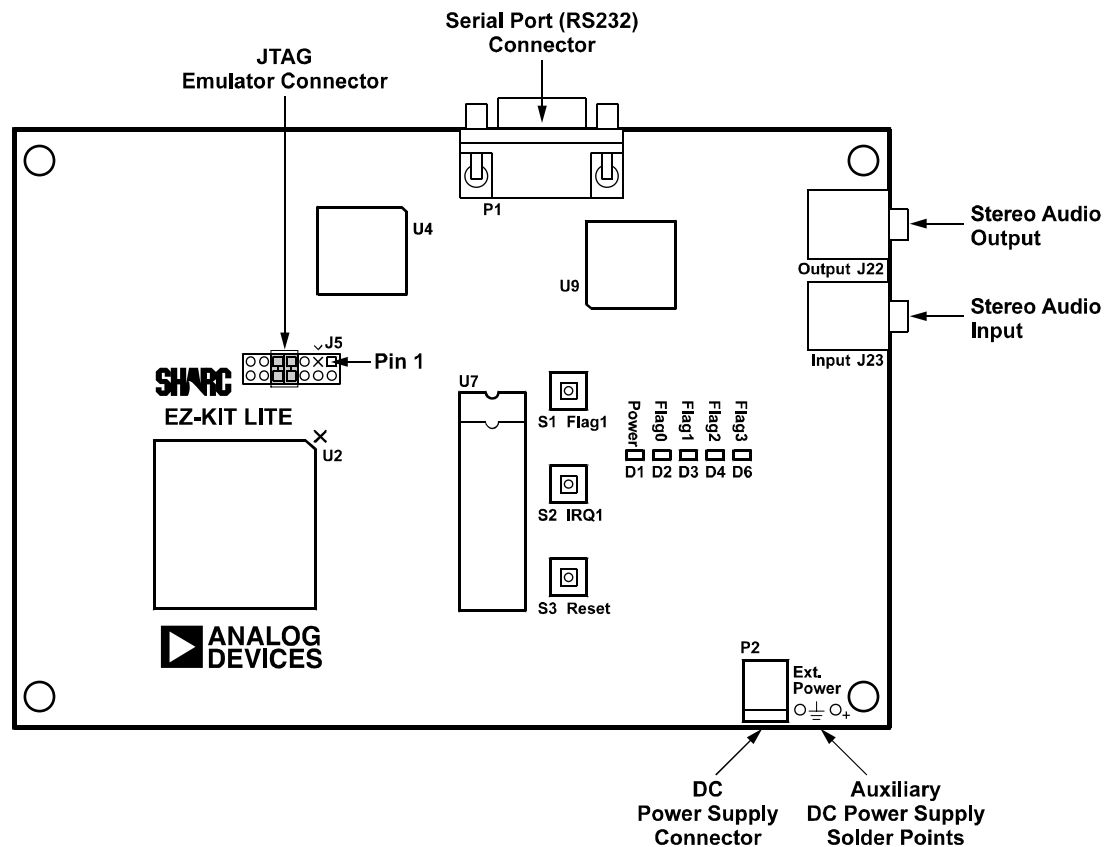 Serial Port (RS232)
Connector
JTAG
Emulator Connector
P1
U4
U9
Stereo Audio
Output
Output J22
Stereo Audio
Input
Input J23
J5
Pin 1
SHARC
EZ-KIT LITE
U2
U7
S1 Flag1
S2 IRQ1
S3 Reset
Power
Flag0
Flag1
Flag2
Flag3
D1 D2 D3 D4 D6
ANALOG
DEVICES
P2
Ext.
Power
+
DC
Power Supply
Connector
Auxiliary
DC Power Supply
Solder Points